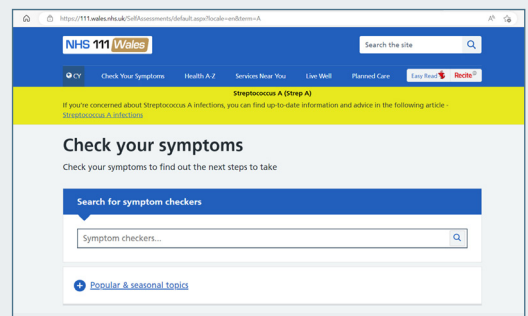 https://111.wales.nhs.uk/SelfAssessments/default.aspx?locale=en&term=A
NHS 111 Wales
Search the site
CY Check Your Symptoms Health A-Z Services Near You Live Well Planned Care Easy Read Recite
Streptococcus A (Strep A)
If you're concerned about Streptococcus A infections, you can find up-to-date information and advice in the following article -
Streptococcus A infections
Check your symptoms
Check your symptoms to find out the next steps to take
Search for symptom checkers
Symptom checkers...
Popular & seasonal topics